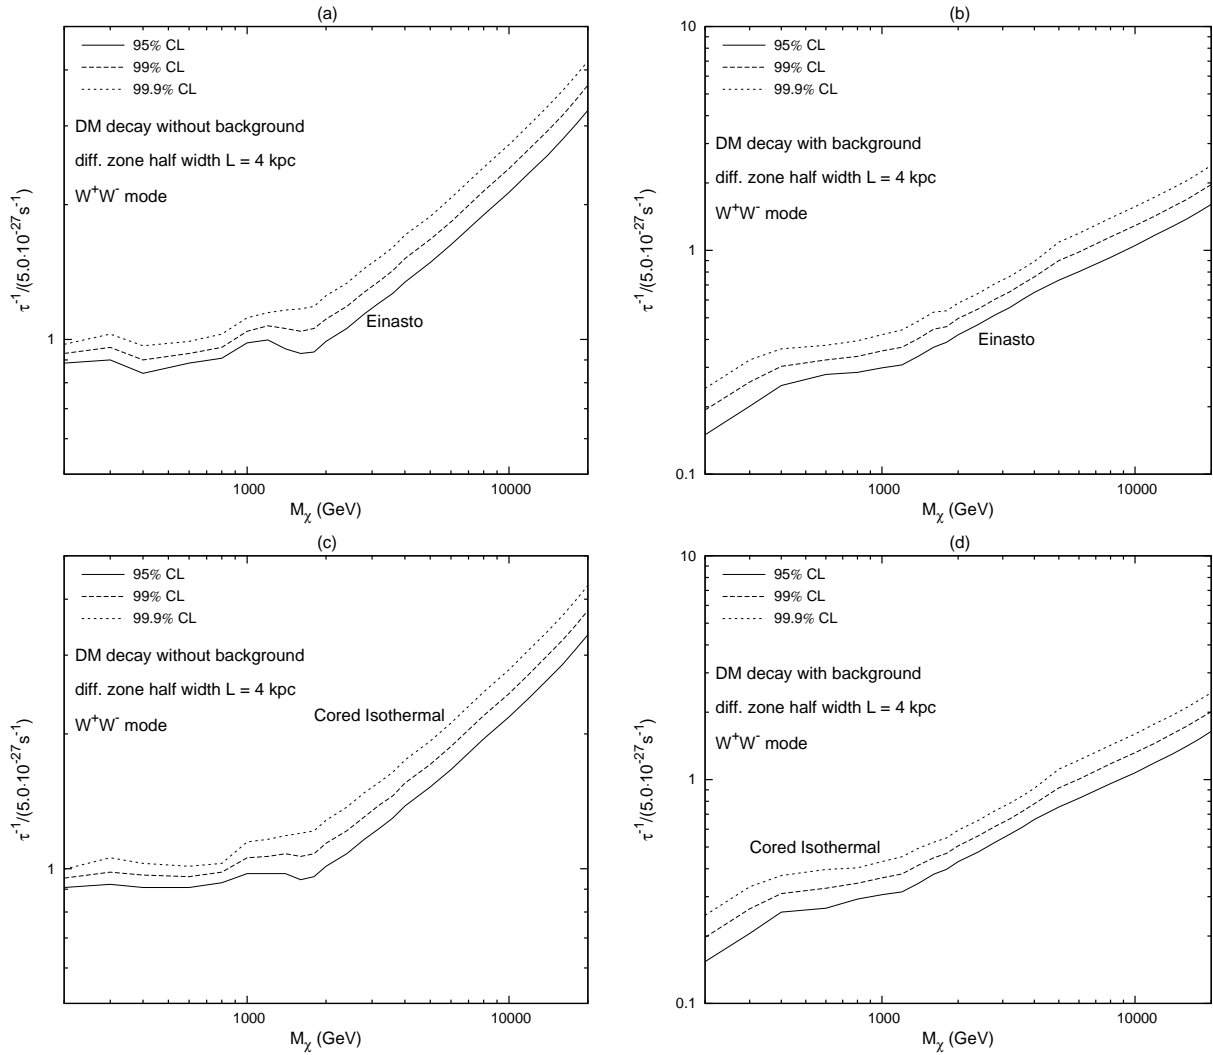 (a)
95% CL
99% CL
99.9% CL
DM decay without background
diff. zone half width L = 4 kpc
W⁺W⁻ mode
Einasto
1
1000
10000
M_χ (GeV)
τ⁻¹/(5.0·10⁻²⁷s⁻¹)
(b)
95% CL
99% CL
99.9% CL
DM decay with background
diff. zone half width L = 4 kpc
W⁺W⁻ mode
Einasto
10
1
0.1
1000
10000
M_χ (GeV)
τ⁻¹/(5.0·10⁻²⁷s⁻¹)
(c)
95% CL
99% CL
99.9% CL
DM decay without background
diff. zone half width L = 4 kpc
W⁺W⁻ mode
Cored Isothermal
1
1000
10000
M_χ (GeV)
τ⁻¹/(5.0·10⁻²⁷s⁻¹)
(d)
95% CL
99% CL
99.9% CL
DM decay with background
diff. zone half width L = 4 kpc
W⁺W⁻ mode
Cored Isothermal
10
1
0.1
1000
10000
M_χ (GeV)
τ⁻¹/(5.0·10⁻²⁷s⁻¹)